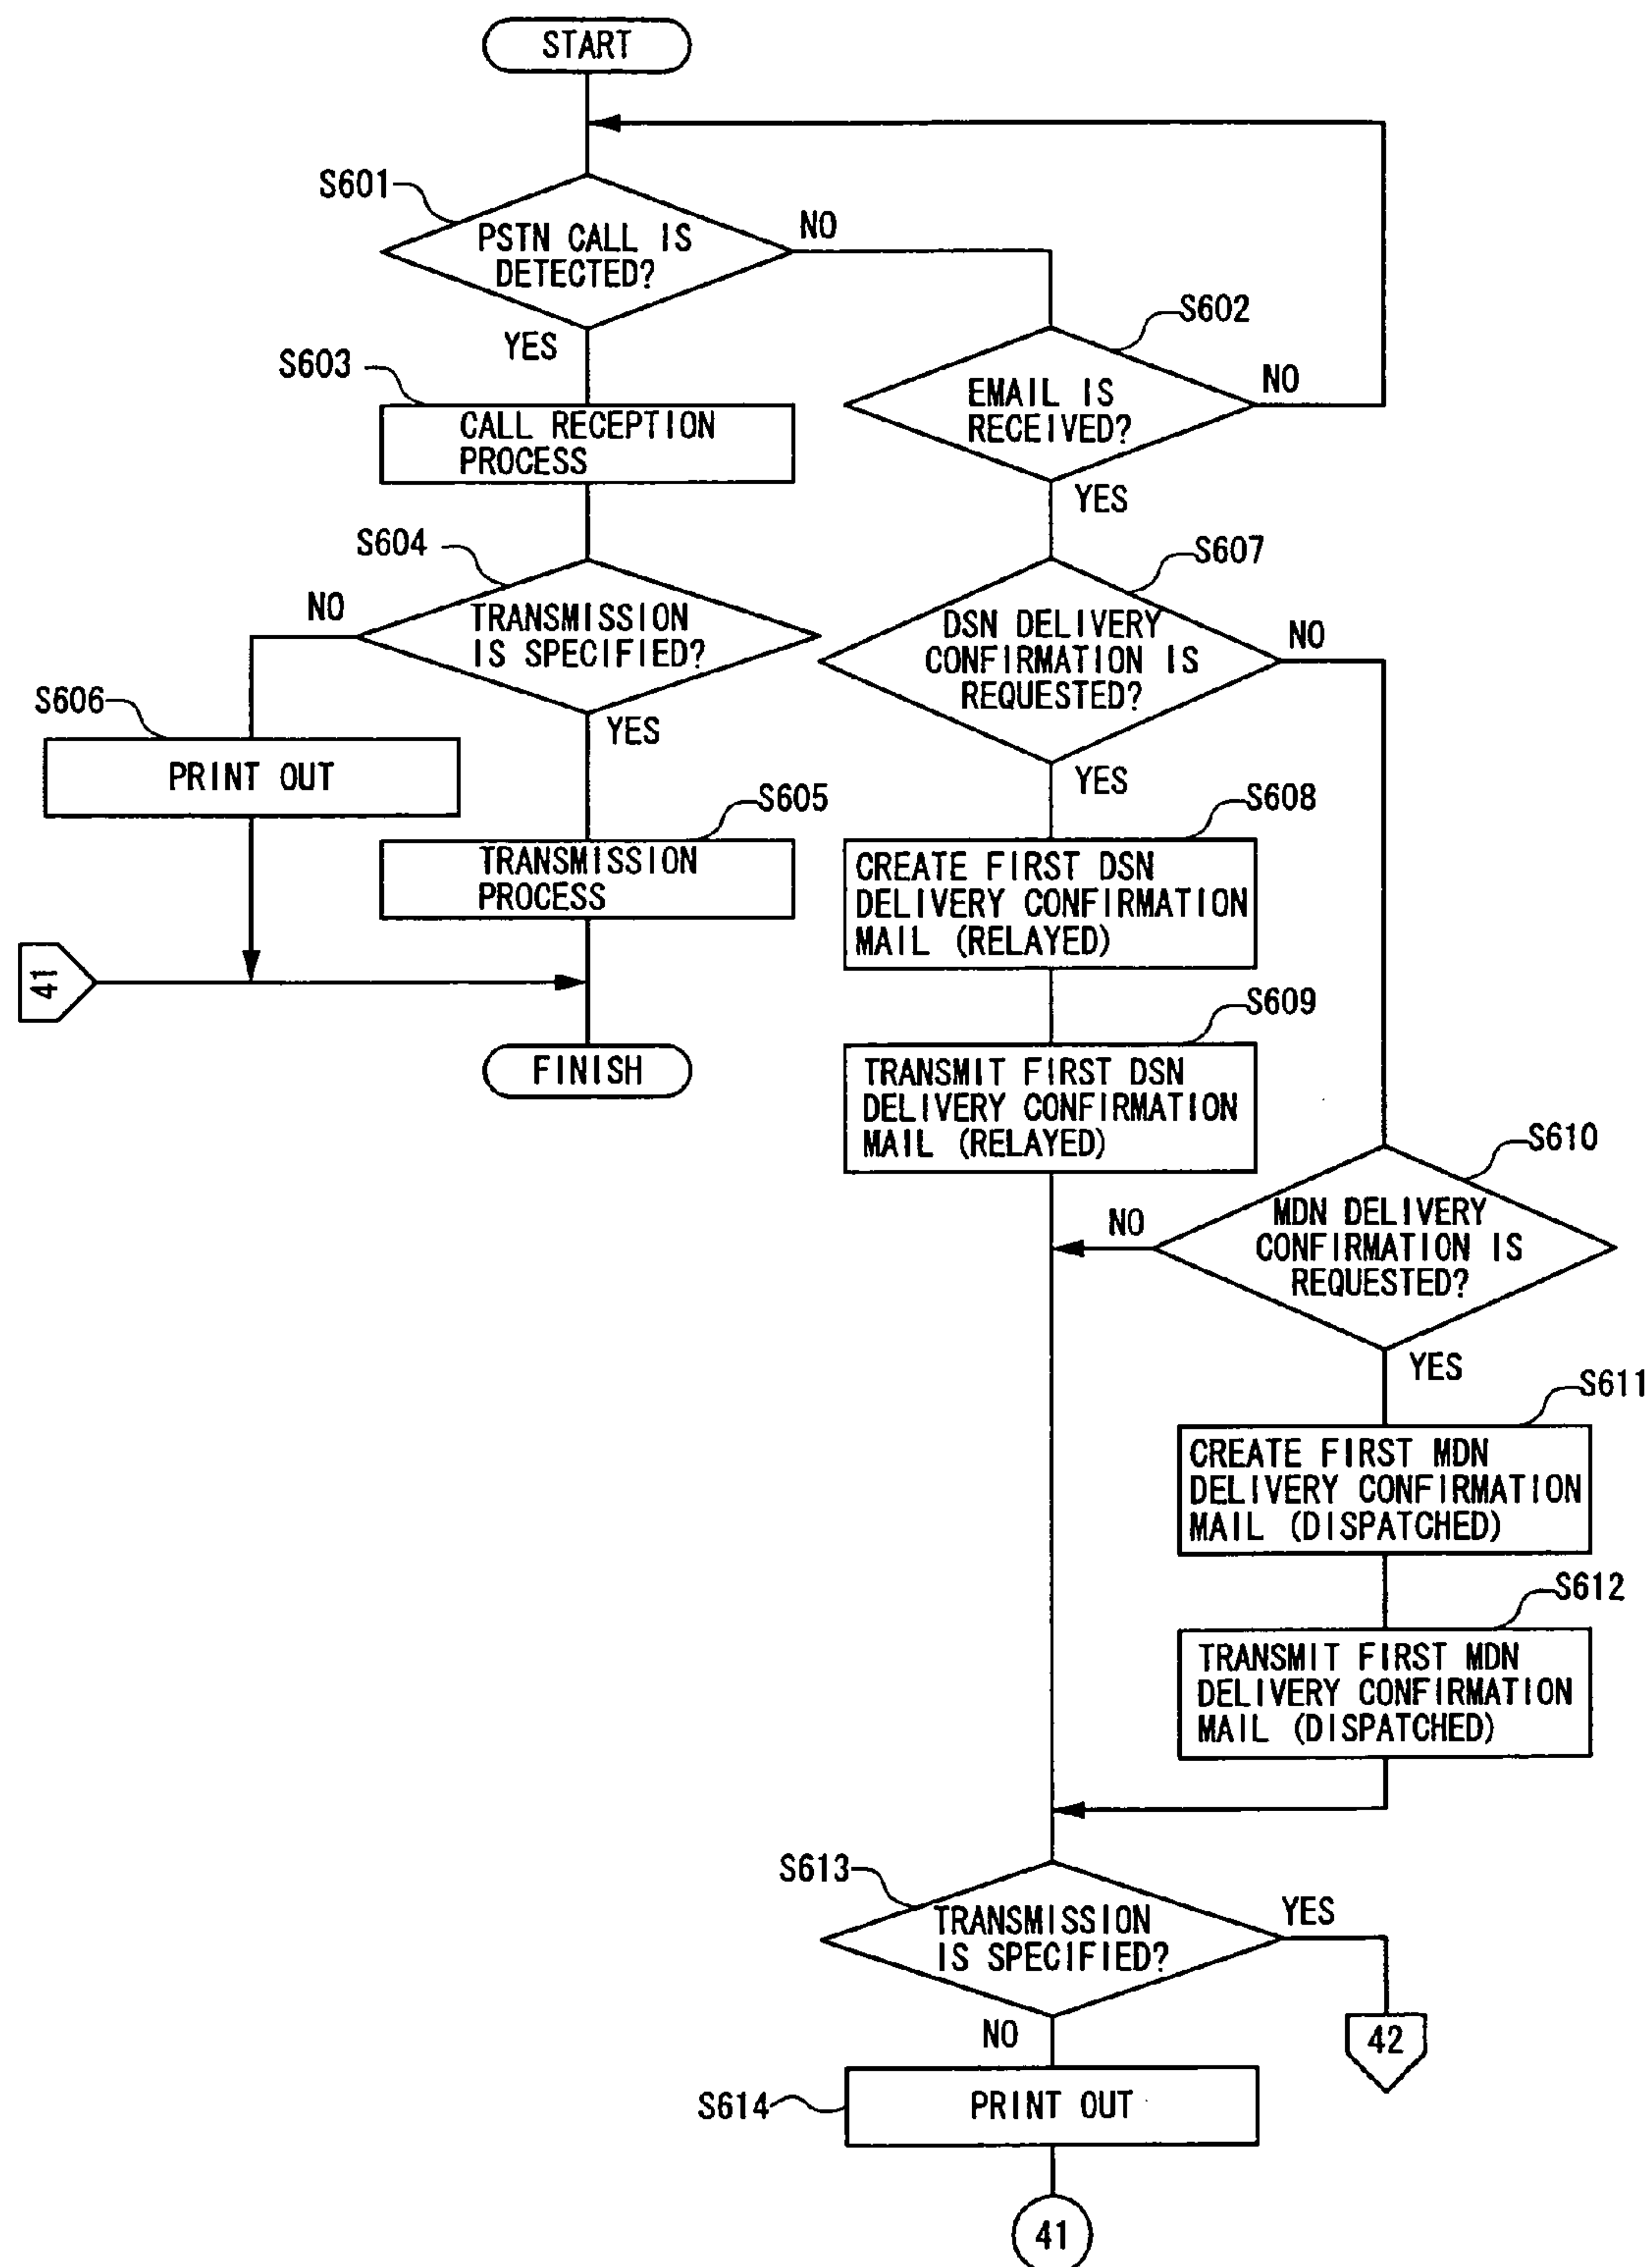 START
S601
PSTN CALL IS
DETECTED?
NO
YES
S602
EMAIL IS
RECEIVED?
NO
YES
S603
CALL RECEPTION
PROCESS
S604
TRANSMISSION
IS SPECIFIED?
NO
YES
S606
PRINT OUT
S605
TRANSMISSION
PROCESS
41
FINISH
S607
DSN DELIVERY
CONFIRMATION IS
REQUESTED?
NO
YES
S608
CREATE FIRST DSN
DELIVERY CONFIRMATION
MAIL (RELAYED)
S609
TRANSMIT FIRST DSN
DELIVERY CONFIRMATION
MAIL (RELAYED)
S610
MDN DELIVERY
CONFIRMATION IS
REQUESTED?
NO
YES
S611
CREATE FIRST MDN
DELIVERY CONFIRMATION
MAIL (DISPATCHED)
S612
TRANSMIT FIRST MDN
DELIVERY CONFIRMATION
MAIL (DISPATCHED)
S613
TRANSMISSION
IS SPECIFIED?
YES
NO
42
S614
PRINT OUT
41